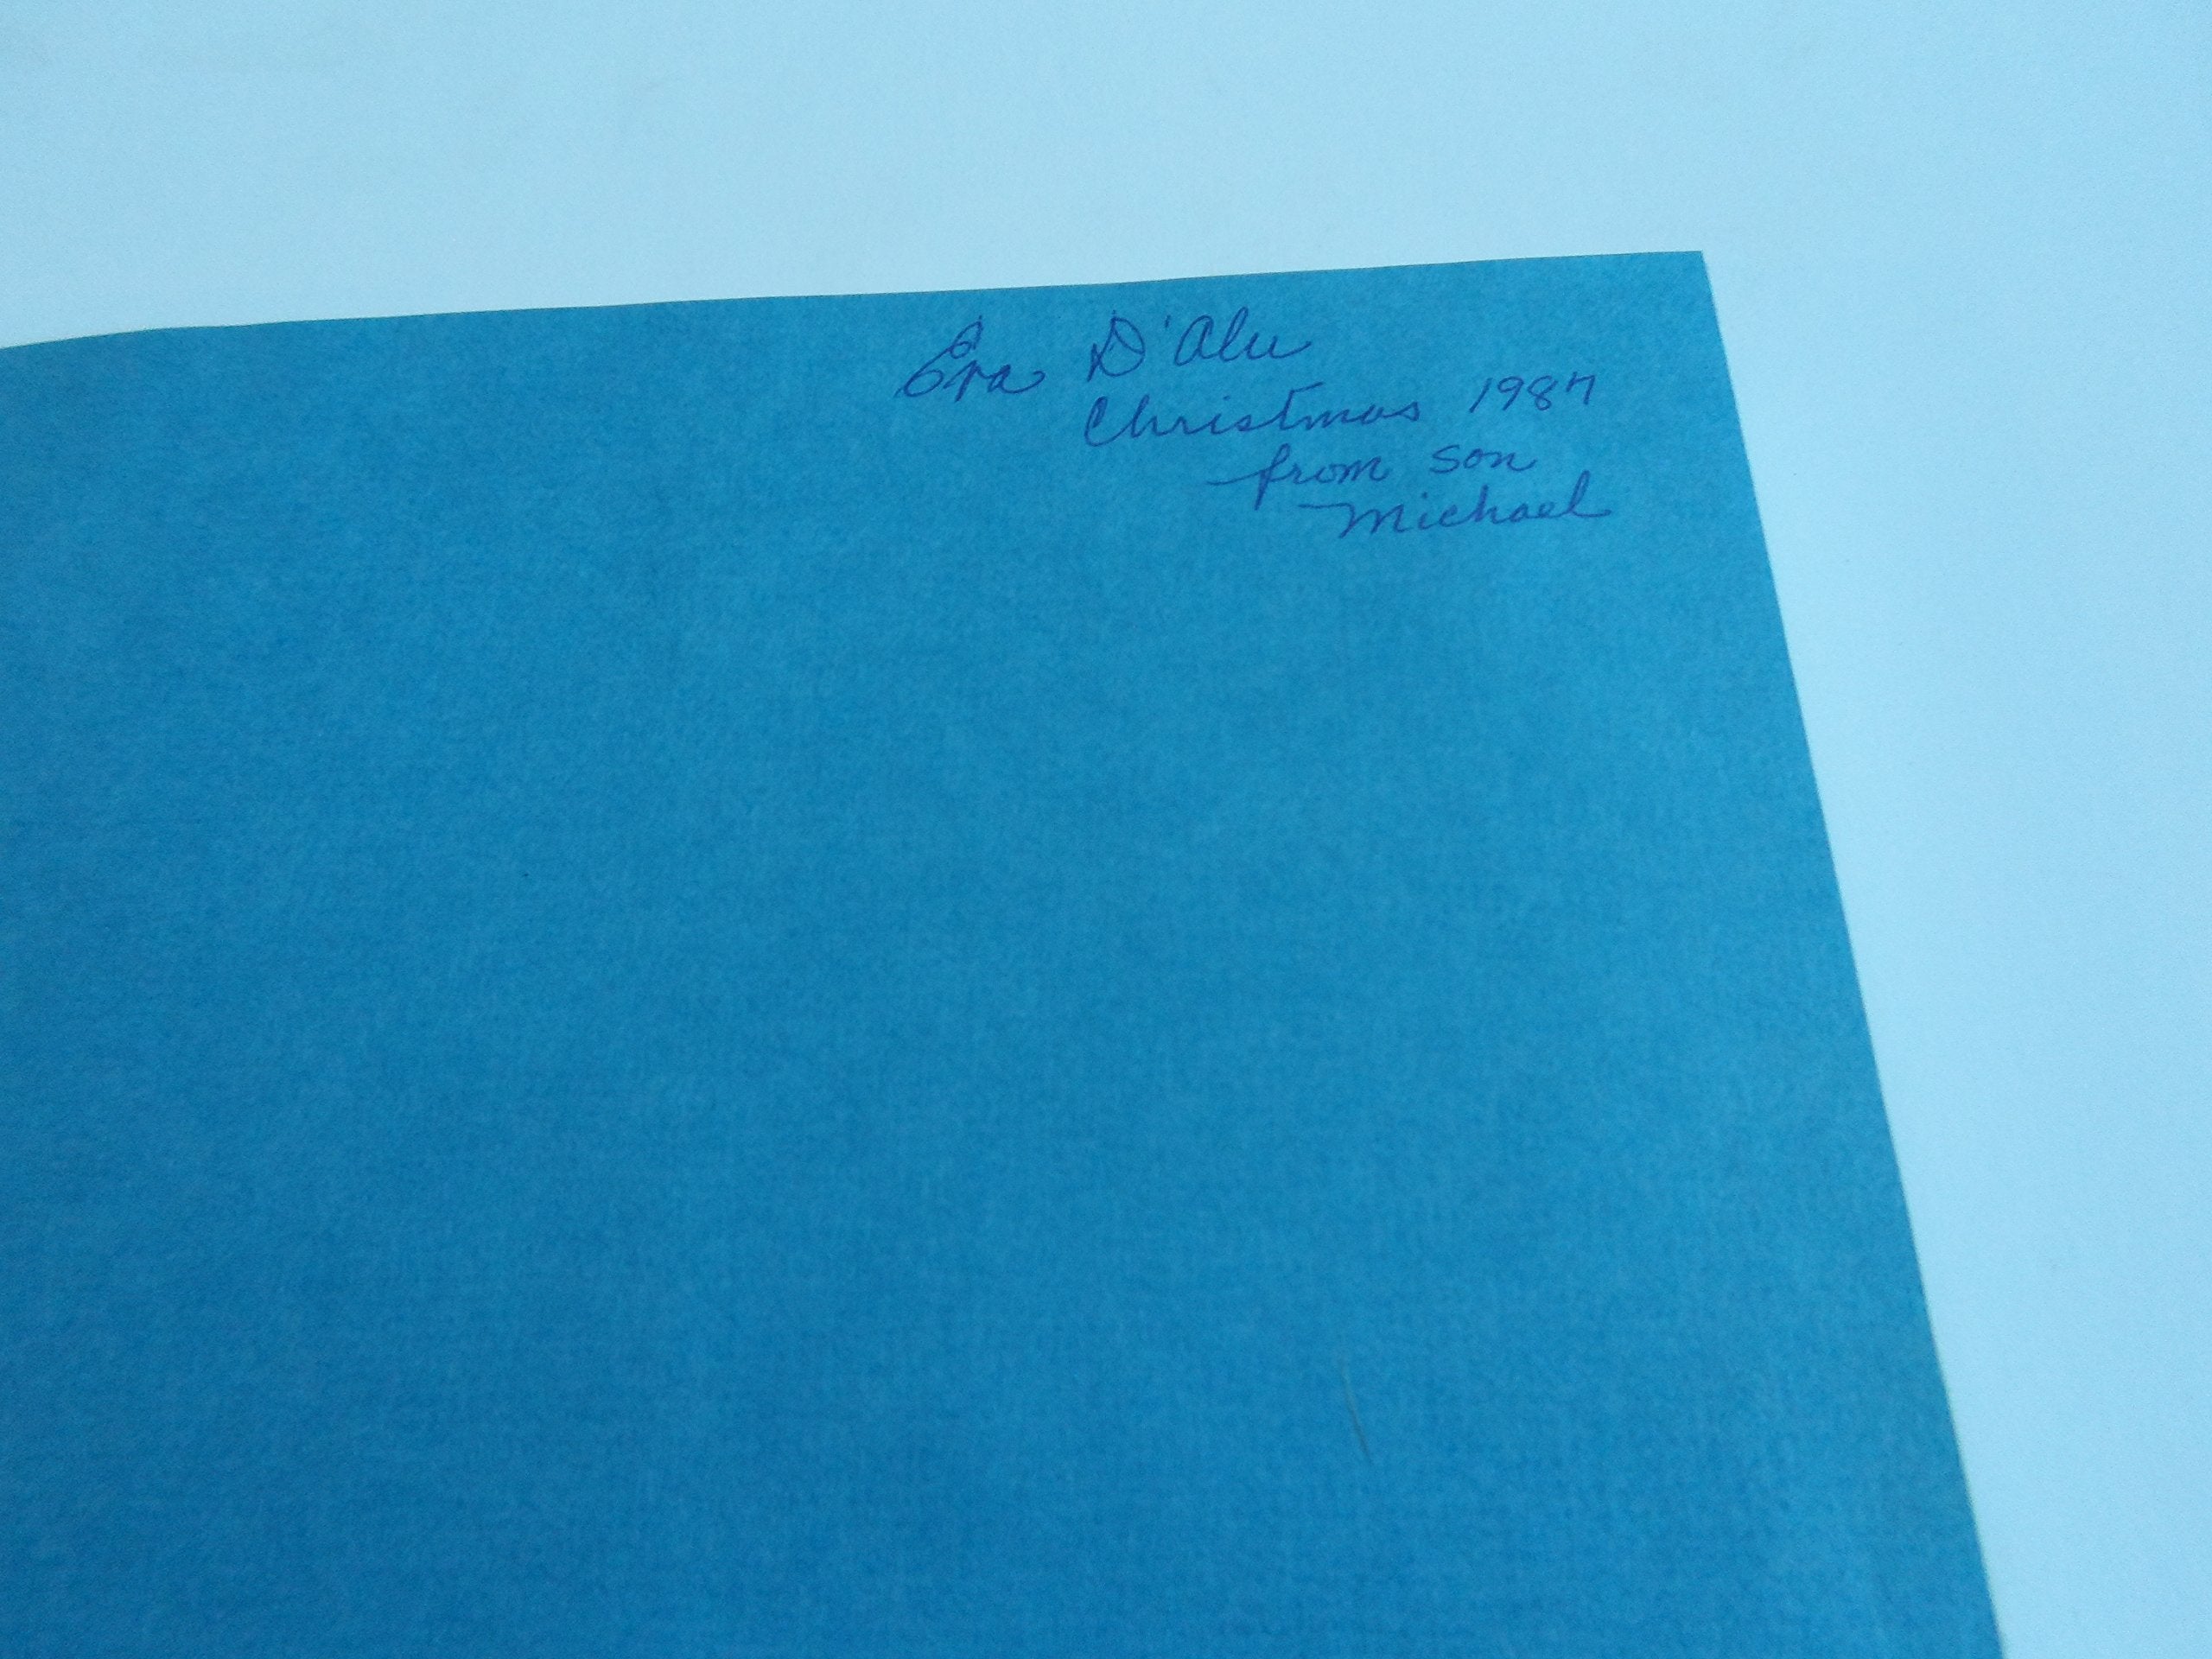 Eva D'Alu
Christmas 1987
from son
Michael